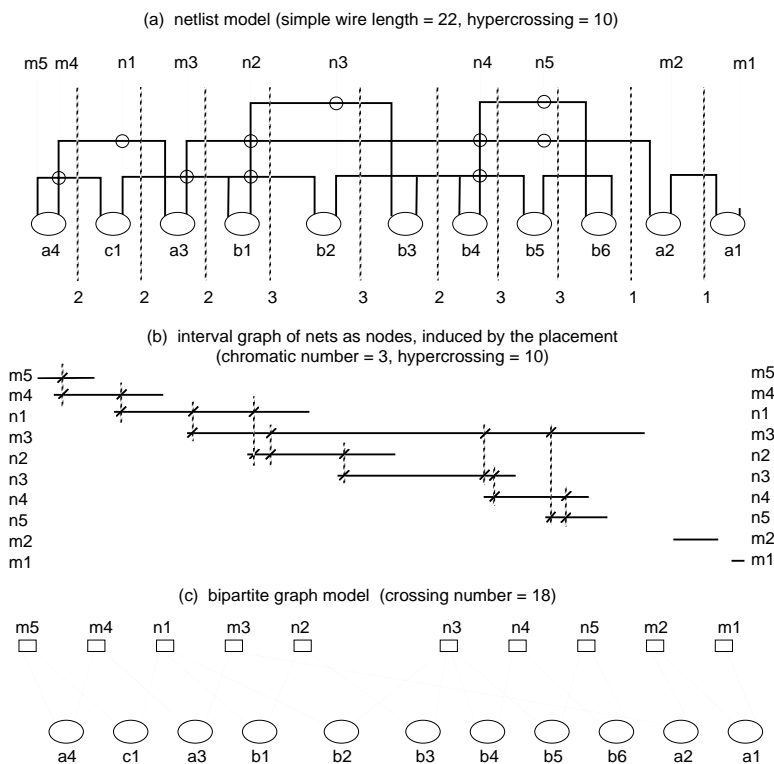 (a) netlist model (simple wire length = 22, hypercrossing = 10)
m5 m4 n1 m3 n2 n3 n4 n5 m2 m1
a4 c1 a3 b1 b2 b3 b4 b5 b6 a2 a1
2 2 2 3 3 2 3 3 1 1
(b) interval graph of nets as nodes, induced by the placement
(chromatic number = 3, hypercrossing = 10)
m5 m5
m4 m4
n1 n1
m3 m3
n2 n2
n3 n3
n4 n4
n5 n5
m2 m2
m1 m1
(c) bipartite graph model (crossing number = 18)
m5 m4 n1 m3 n2 n3 n4 n5 m2 m1
a4 c1 a3 b1 b2 b3 b4 b5 b6 a2 a1